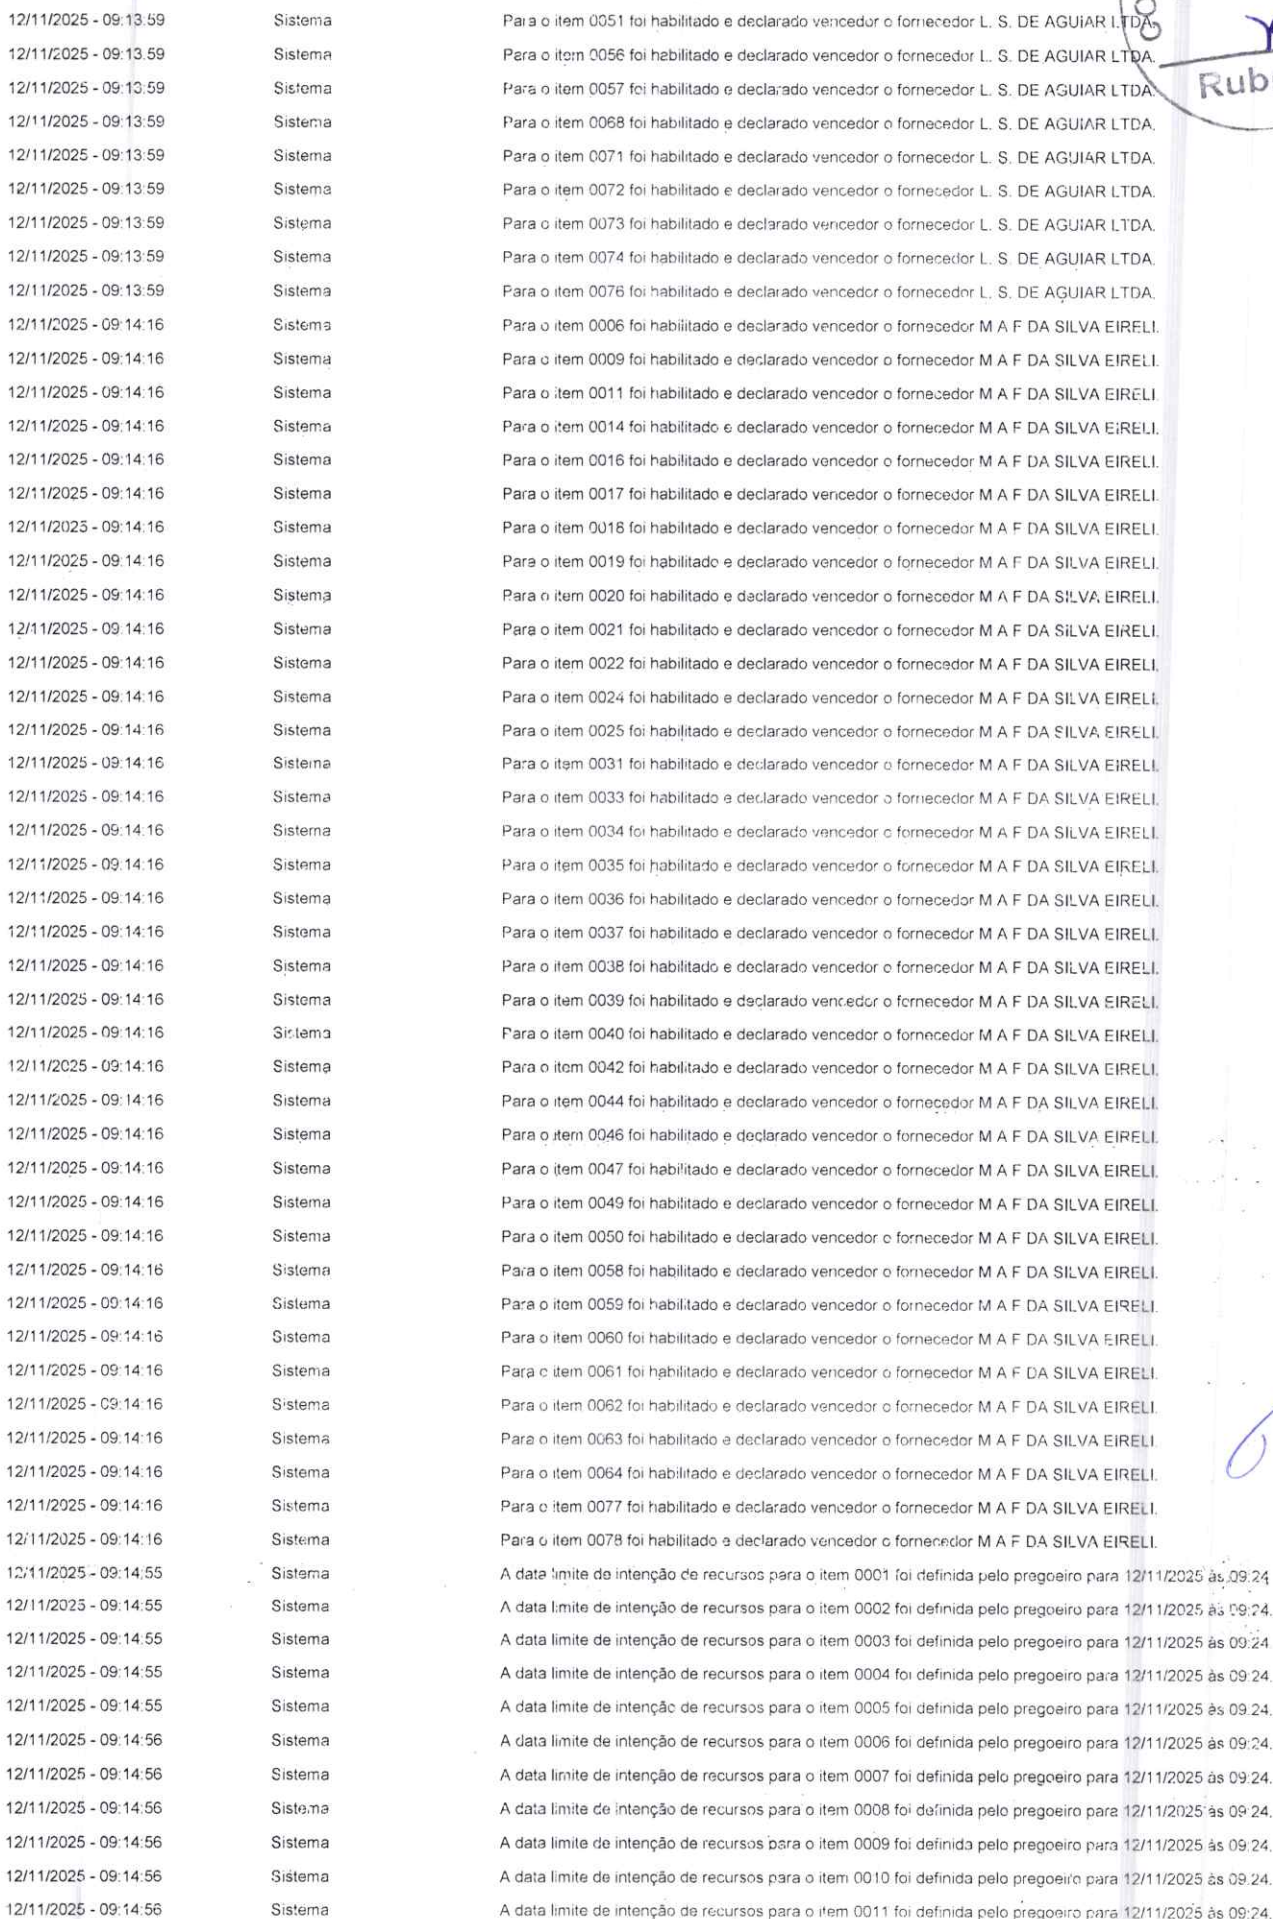 12/11/2025 - 09:13:59 Sistema Para o item 0051 foi habilitado e declarado vencedor o fornecedor L. S. DE AGUIAR LTDA.
12/11/2025 - 09:13:59 Sistema Para o item 0056 foi habilitado e declarado vencedor o fornecedor L. S. DE AGUIAR LTDA.
12/11/2025 - 09:13:59 Sistema Para o item 0057 foi habilitado e declarado vencedor o fornecedor L. S. DE AGUIAR LTDA.
Rub
12/11/2025 - 09:13:59 Sistema Para o item 0068 foi habilitado e declarado vencedor o fornecedor L. S. DE AGUIAR LTDA.
12/11/2025 - 09:13:59 Sistema Para o item 0071 foi habilitado e declarado vencedor o fornecedor L. S. DE AGUIAR LTDA.
12/11/2025 - 09:13:59 Sistema Para o item 0072 foi habilitado e declarado vencedor o fornecedor L. S. DE AGUIAR LTDA.
12/11/2025 - 09:13:59 Sistema Para o item 0073 foi habilitado e declarado vencedor o fornecedor L. S. DE AGUIAR LTDA.
12/11/2025 - 09:13:59 Sistema Para o item 0074 foi habilitado e declarado vencedor o fornecedor L. S. DE AGUIAR LTDA.
12/11/2025 - 09:13:59 Sistema Para o item 0076 foi habilitado e declarado vencedor o fornecedor L. S. DE AGUIAR LTDA.
12/11/2025 - 09:14:16 Sistema Para o item 0006 foi habilitado e declarado vencedor o fornecedor M A F DA SILVA EIRELI.
12/11/2025 - 09:14:16 Sistema Para o item 0009 foi habilitado e declarado vencedor o fornecedor M A F DA SILVA EIRELI.
12/11/2025 - 09:14:16 Sistema Para o item 0011 foi habilitado e declarado vencedor o fornecedor M A F DA SILVA EIRELI.
12/11/2025 - 09:14:16 Sistema Para o item 0014 foi habilitado e declarado vencedor o fornecedor M A F DA SILVA EIRELI.
12/11/2025 - 09:14:16 Sistema Para o item 0016 foi habilitado e declarado vencedor o fornecedor M A F DA SILVA EIRELI.
12/11/2025 - 09:14:16 Sistema Para o item 0017 foi habilitado e declarado vencedor o fornecedor M A F DA SILVA EIRELI.
12/11/2025 - 09:14:16 Sistema Para o item 0018 foi habilitado e declarado vencedor o fornecedor M A F DA SILVA EIRELI.
12/11/2025 - 09:14:16 Sistema Para o item 0019 foi habilitado e declarado vencedor o fornecedor M A F DA SILVA EIRELI.
12/11/2025 - 09:14:16 Sistema Para o item 0020 foi habilitado e declarado vencedor o fornecedor M A F DA SILVA EIRELI.
12/11/2025 - 09:14:16 Sistema Para o item 0021 foi habilitado e declarado vencedor o fornecedor M A F DA SILVA EIRELI.
12/11/2025 - 09:14:16 Sistema Para o item 0022 foi habilitado e declarado vencedor o fornecedor M A F DA SILVA EIRELI.
12/11/2025 - 09:14:16 Sistema Para o item 0024 foi habilitado e declarado vencedor o fornecedor M A F DA SILVA EIRELI.
12/11/2025 - 09:14:16 Sistema Para o item 0025 foi habilitado e declarado vencedor o fornecedor M A F DA SILVA EIRELI.
12/11/2025 - 09:14:16 Sistema Para o item 0031 foi habilitado e declarado vencedor o fornecedor M A F DA SILVA EIRELI.
12/11/2025 - 09:14:16 Sistema Para o item 0033 foi habilitado e declarado vencedor o fornecedor M A F DA SILVA EIRELI.
12/11/2025 - 09:14:16 Sistema Para o item 0034 foi habilitado e declarado vencedor o fornecedor M A F DA SILVA EIRELI.
12/11/2025 - 09:14:16 Sistema Para o item 0035 foi habilitado e declarado vencedor o fornecedor M A F DA SILVA EIRELI.
12/11/2025 - 09:14:16 Sistema Para o item 0036 foi habilitado e declarado vencedor o fornecedor M A F DA SILVA EIRELI.
12/11/2025 - 09:14:16 Sistema Para o item 0037 foi habilitado e declarado vencedor o fornecedor M A F DA SILVA EIRELI.
12/11/2025 - 09:14:16 Sistema Para o item 0038 foi habilitado e declarado vencedor o fornecedor M A F DA SILVA EIRELI.
12/11/2025 - 09:14:16 Sistema Para o item 0039 foi habilitado e declarado vencedor o fornecedor M A F DA SILVA EIRELI.
12/11/2025 - 09:14:16 Sistema Para o item 0040 foi habilitado e declarado vencedor o fornecedor M A F DA SILVA EIRELI.
12/11/2025 - 09:14:16 Sistema Para o item 0042 foi habilitado e declarado vencedor o fornecedor M A F DA SILVA EIRELI.
12/11/2025 - 09:14:16 Sistema Para o item 0044 foi habilitado e declarado vencedor o fornecedor M A F DA SILVA EIRELI.
12/11/2025 - 09:14:16 Sistema Para o item 0046 foi habilitado e declarado vencedor o fornecedor M A F DA SILVA EIRELI.
12/11/2025 - 09:14:16 Sistema Para o item 0047 foi habilitado e declarado vencedor o fornecedor M A F DA SILVA EIRELI.
12/11/2025 - 09:14:16 Sistema Para o item 0049 foi habilitado e declarado vencedor o fornecedor M A F DA SILVA EIRELI.
12/11/2025 - 09:14:16 Sistema Para o item 0050 foi habilitado e declarado vencedor o fornecedor M A F DA SILVA EIRELI.
12/11/2025 - 09:14:16 Sistema Para o item 0058 foi habilitado e declarado vencedor o fornecedor M A F DA SILVA EIRELI.
12/11/2025 - 09:14:16 Sistema Para o item 0059 foi habilitado e declarado vencedor o fornecedor M A F DA SILVA EIRELI.
12/11/2025 - 09:14:16 Sistema Para o item 0060 foi habilitado e declarado vencedor o fornecedor M A F DA SILVA EIRELI.
12/11/2025 - 09:14:16 Sistema Para o item 0061 foi habilitado e declarado vencedor o fornecedor M A F DA SILVA EIRELI.
12/11/2025 - 09:14:16 Sistema Para o item 0062 foi habilitado e declarado vencedor o fornecedor M A F DA SILVA EIRELI.
12/11/2025 - 09:14:16 Sistema Para o item 0063 foi habilitado e declarado vencedor o fornecedor M A F DA SILVA EIRELI.
12/11/2025 - 09:14:16 Sistema Para o item 0064 foi habilitado e declarado vencedor o fornecedor M A F DA SILVA EIRELI.
12/11/2025 - 09:14:16 Sistema Para o item 0077 foi habilitado e declarado vencedor o fornecedor M A F DA SILVA EIRELI.
12/11/2025 - 09:14:16 Sistema Para o item 0078 foi habilitado e declarado vencedor o fornecedor M A F DA SILVA EIRELI.
12/11/2025 - 09:14:55 Sistema A data limite de intenção de recursos para o item 0001 foi definida pelo pregoeiro para 12/11/2025 às 09:24
12/11/2025 - 09:14:55 Sistema A data limite de intenção de recursos para o item 0002 foi definida pelo pregoeiro para 12/11/2025 às 09:24.
12/11/2025 - 09:14:55 Sistema A data limite de intenção de recursos para o item 0003 foi definida pelo pregoeiro para 12/11/2025 às 09:24
12/11/2025 - 09:14:55 Sistema A data limite de intenção de recursos para o item 0004 foi definida pelo pregoeiro para 12/11/2025 às 09:24.
12/11/2025 - 09:14:55 Sistema A data limite de intenção de recursos para o item 0005 foi definida pelo pregoeiro para 12/11/2025 às 09:24.
12/11/2025 - 09:14:56 Sistema A data limite de intenção de recursos para o item 0006 foi definida pelo pregoeiro para 12/11/2025 às 09:24.
12/11/2025 - 09:14:56 Sistema A data limite de intenção de recursos para o item 0007 foi definida pelo pregoeiro para 12/11/2025 às 09:24.
12/11/2025 - 09:14:56 Sistema A data limite de intenção de recursos para o item 0008 foi definida pelo pregoeiro para 12/11/2025 às 09:24.
12/11/2025 - 09:14:56 Sistema A data limite de intenção de recursos para o item 0009 foi definida pelo pregoeiro para 12/11/2025 às 09:24.
12/11/2025 - 09:14:56 Sistema A data limite de intenção de recursos para o item 0010 foi definida pelo pregoeiro para 12/11/2025 às 09:24.
12/11/2025 - 09:14:56 Sistema A data limite de intenção de recursos para o item 0011 foi definida pelo pregoeiro para 12/11/2025 às 09:24.